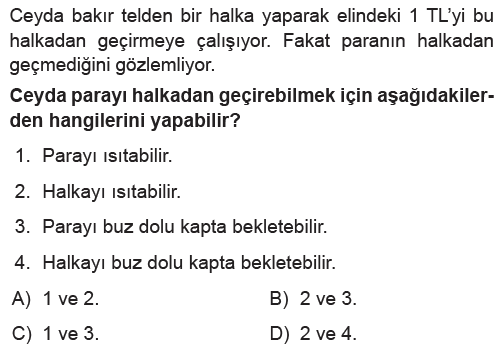 Ceyda bakır telden bir halka yaparak elindeki 1 TL'yi bu
halkadan geçirmeye çalışıyor. Fakat paranın halkadan
geçmediğini gözlemliyor.
Ceyda parayı halkadan geçirebilmek için aşağıdakiler-
den hangilerini yapabilir?
1. Parayı ısıtabilir.
2. Halkayı ısıtabilir.
3. Parayı buz dolu kapta bekletebilir.
4. Halkayı buz dolu kapta bekletebilir.
A) 1 ve 2. B) 2 ve 3.
C) 1 ve 3. D) 2 ve 4.